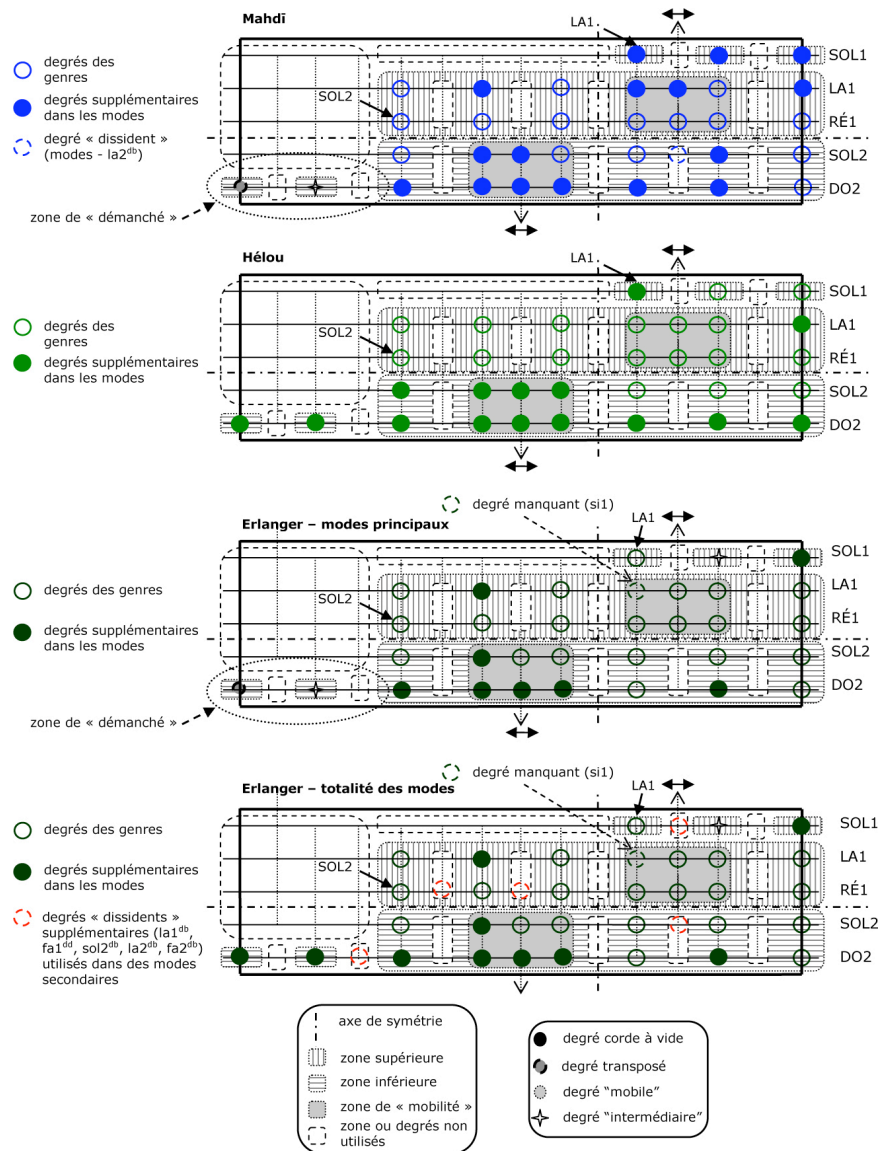 Mahdī
LA1
SOL1
degrés des
genres
SOL2
LA1
degrés supplémentaires
dans les modes
RÉ1
degré « dissident »
(modes - la2db)
SOL2
DO2
zone de « démanché »
Hélou
LA1
SOL1
degrés des
genres
SOL2
LA1
degrés supplémentaires
dans les modes
RÉ1
SOL2
DO2
degré manquant (si1)
Erlanger – modes principaux
LA1
SOL1
degrés des genres
SOL2
LA1
degrés supplémentaires
dans les modes
RÉ1
SOL2
DO2
zone de « démanché »
degré manquant (si1)
Erlanger – totalité des modes
LA1
SOL1
degrés des genres
SOL2
LA1
degrés supplémentaires
dans les modes
RÉ1
degrés « dissidents »
supplémentaires (la1db,
fa1dd, sol2db, la2db, fa2db)
utilisés dans des modes
secondaires
SOL2
DO2
axe de symétrie
zone supérieure
zone inférieure
zone de « mobilité »
zone ou degrés non
utilisés
degré corde à vide
degré transposé
degré “mobile”
degré “intermédiaire”